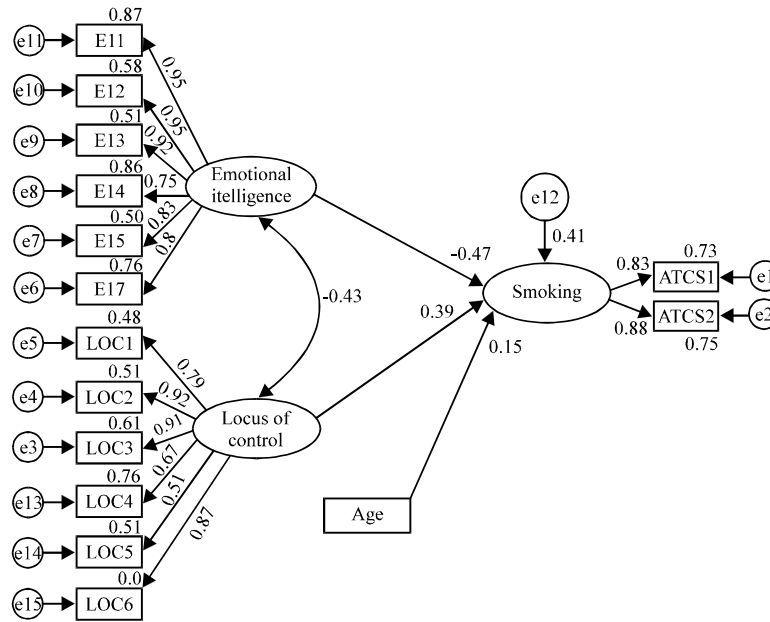 0.87
e11
E11
0.95
0.58
e10
E12
0.95
0.51
e9
E13
0.92
0.86
e8
E14
0.75
0.50
e7
E15
0.83
0.76
e6
E17
0.8
Emotional
itelligence
-0.43
0.48
e5
LOC1
0.79
0.51
e4
LOC2
0.92
0.61
e3
LOC3
0.91
0.76
e13
LOC4
0.67
0.51
e14
LOC5
0.51
0.0
e15
LOC6
0.87
Locus of
control
-0.47
0.39
0.15
Age
e12
0.41
Smoking
0.83
0.73
ATCS1
e1
0.88
ATCS2
e2
0.75